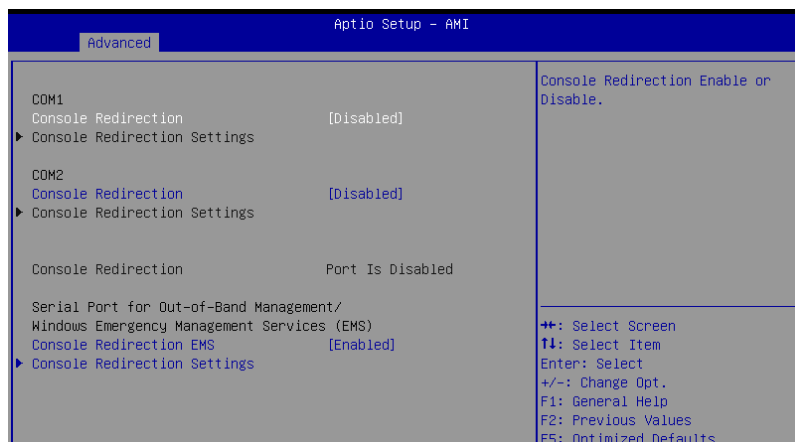 Aptio Setup - AMI
Advanced
COM1
Console Redirection [Disabled]
Console Redirection Settings
COM2
Console Redirection [Disabled]
Console Redirection Settings
Console Redirection Port Is Disabled
Serial Port for Out-of-Band Management/
Windows Emergency Management Services (EMS)
Console Redirection EMS [Enabled]
Console Redirection Settings
Console Redirection Enable or
Disable.
→←: Select Screen
↑↓: Select Item
Enter: Select
+/-: Change Opt.
F1: General Help
F2: Previous Values
F5: Optimized Defaults